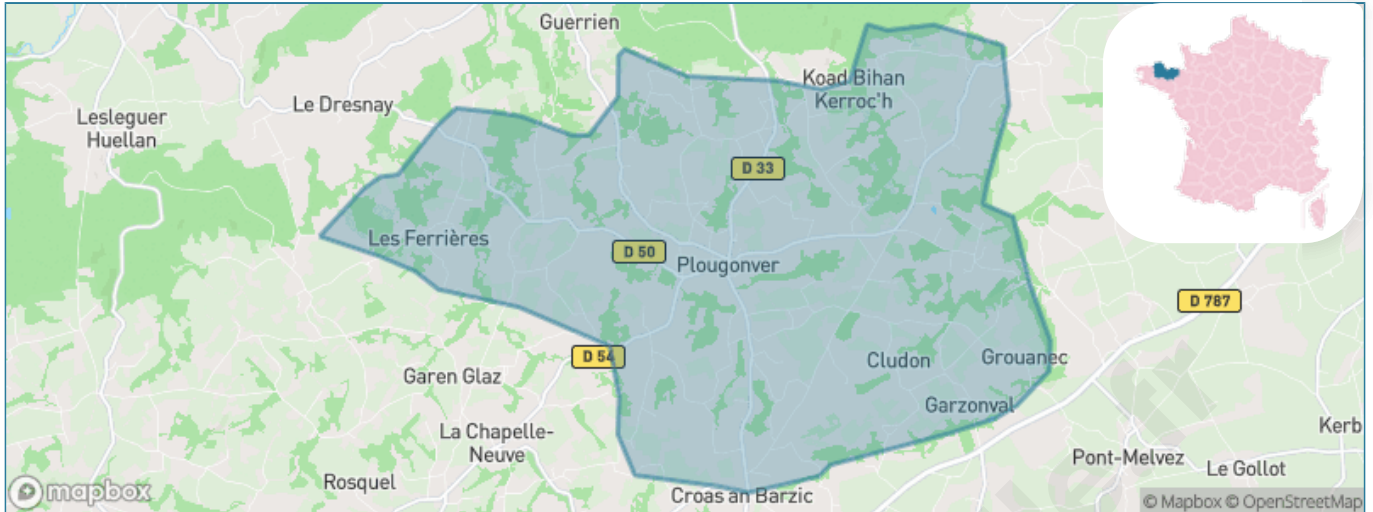 Guerrien
Koad Bihan
Kerroc'h
Le Dresnay
Lesleguer
Huellan
D 33
Les Ferrières
D 50
Plougonver
D 787
D 54
Cludon
Grouanec
Garen Glaz
Garzonval
La Chapelle-
Neuve
Kerb
Pont-Melvez
Le Gollot
Rosquel
Croas an Barzic
mapbox
© Mapbox © OpenStreetMap